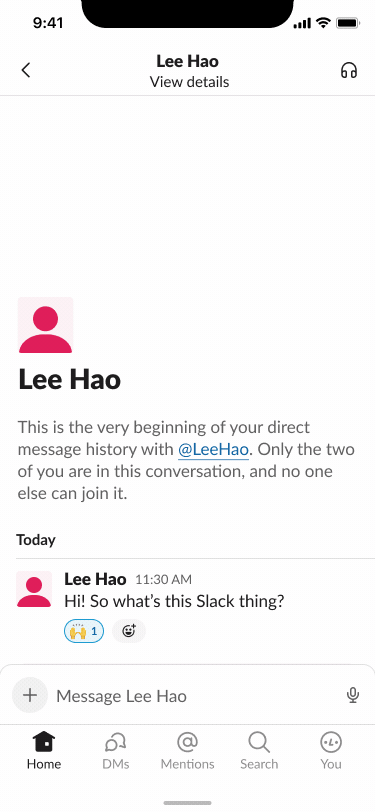 9:41
Lee Hao
View details
Lee Hao
This is the very beginning of your direct
message history with @LeeHao. Only the two
of you are in this conversation, and no one
else can join it.
Today
Lee Hao 11:30 AM
Hi! So what’s this Slack thing?
1
Message Lee Hao
Home DMs Mentions Search You